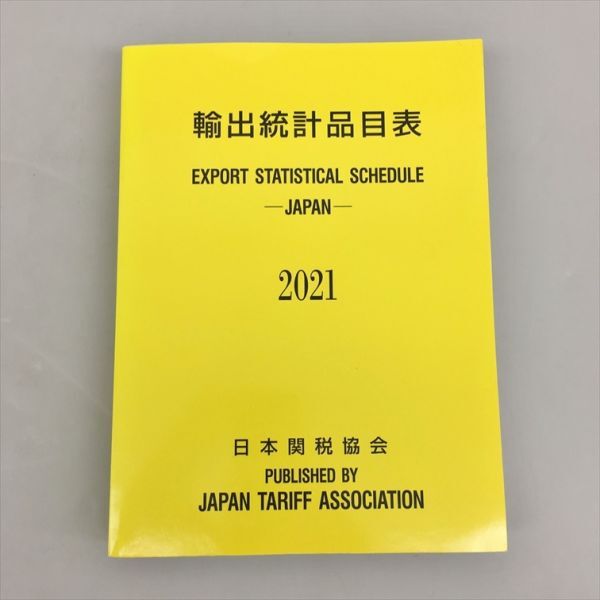 輸出統計品目表
EXPORT STATISTICAL SCHEDULE
—JAPAN—
2021
日本関税協会
PUBLISHED BY
JAPAN TARIFF ASSOCIATION